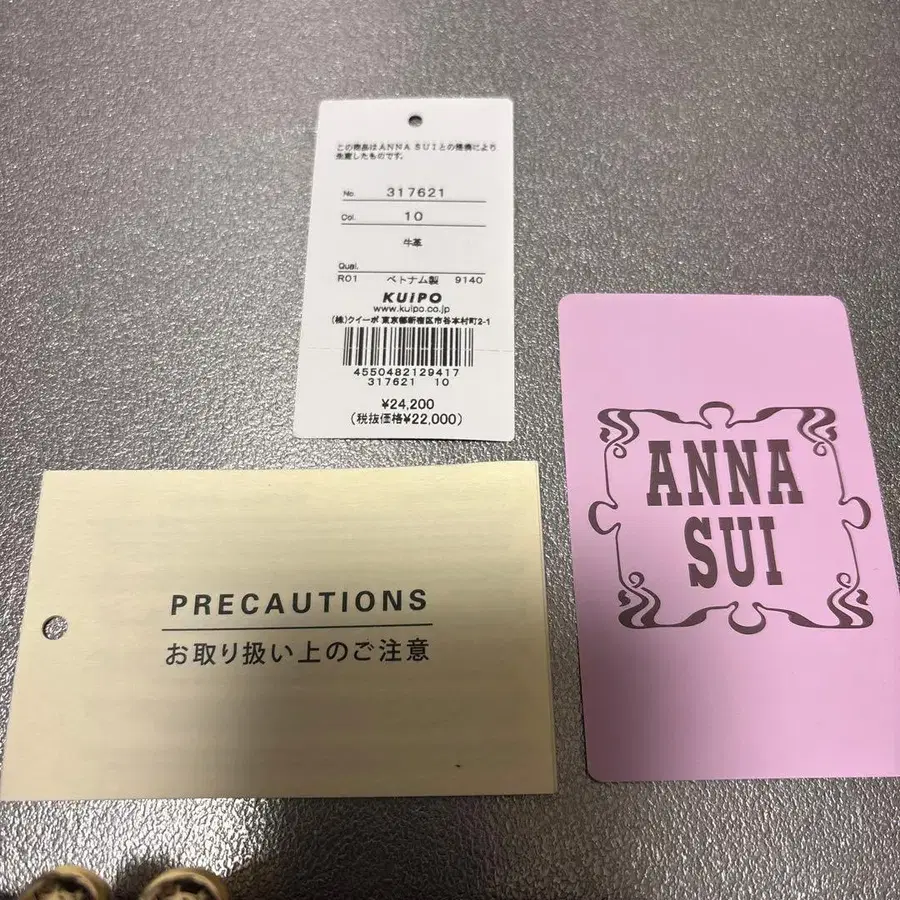 この商品はANNA SUIとの提携により
生産したものです。
No. 317621
Col. 10
牛革
Qual.
R01 ベトナム製 9140
KUiPO
www.kuipo.co.jp
(株)クイーポ 東京都新宿区市谷本村町2-1
4550482129417
317621 10
¥24,200
(税抜価格¥22,000)
PRECAUTIONS
お取り扱い上のご注意
ANNA
SUI